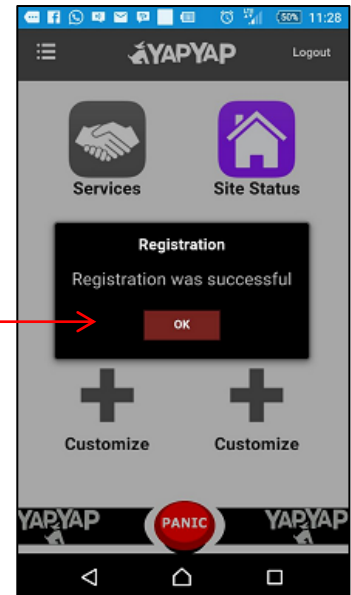 50% 11:28
YAPYAP Logout
Services Site Status
Registration
Registration was successful
OK
Customize Customize
YAPYAP PANIC YAPYAP